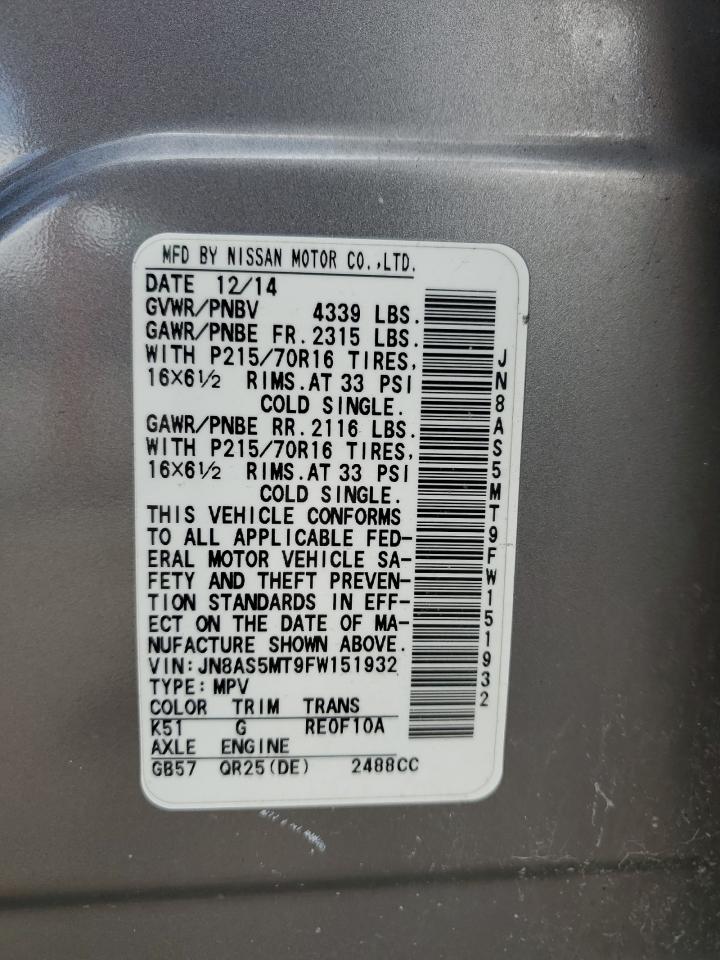 MFD BY NISSAN MOTOR CO.,LTD.
DATE 12/14
GVWR/PNBV 4339 LBS.
GAWR/PNBE FR.2315 LBS.
WITH P215/70R16 TIRES,
16×6½ RIMS.AT 33 PSI
COLD SINGLE.
GAWR/PNBE RR.2116 LBS.
WITH P215/70R16 TIRES,
16×6½ RIMS.AT 33 PSI
COLD SINGLE.
THIS VEHICLE CONFORMS
TO ALL APPLICABLE FED-
ERAL MOTOR VEHICLE SA-
FETY AND THEFT PREVEN-
TION STANDARDS IN EFF-
ECT ON THE DATE OF MA-
NUFACTURE SHOWN ABOVE.
VIN:JN8AS5MT9FW151932
TYPE:MPV
COLOR TRIM TRANS
K51 G RE0F10A
AXLE ENGINE
GB57 QR25(DE) 2488CC
JN8AS5MT9FW151932